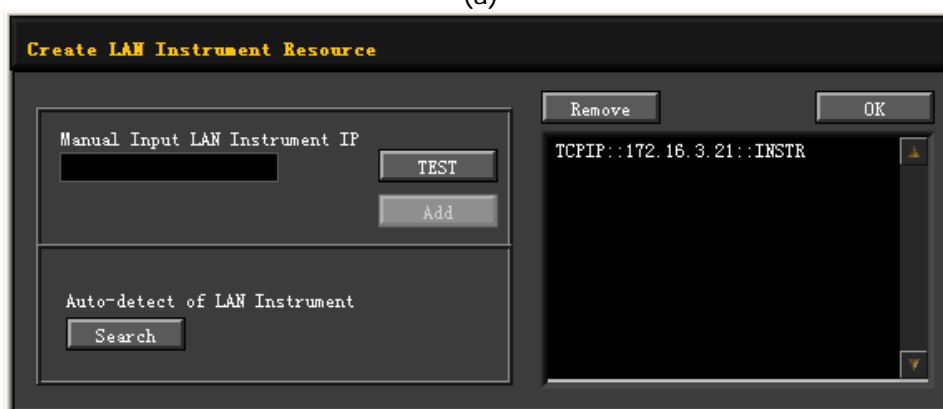 (a)
Create LAN Instrument Resource
Manual Input LAN Instrument IP
TEST
Add
Auto-detect of LAN Instrument
Search
Remove
OK
TCPIP::172.16.3.21::INSTR